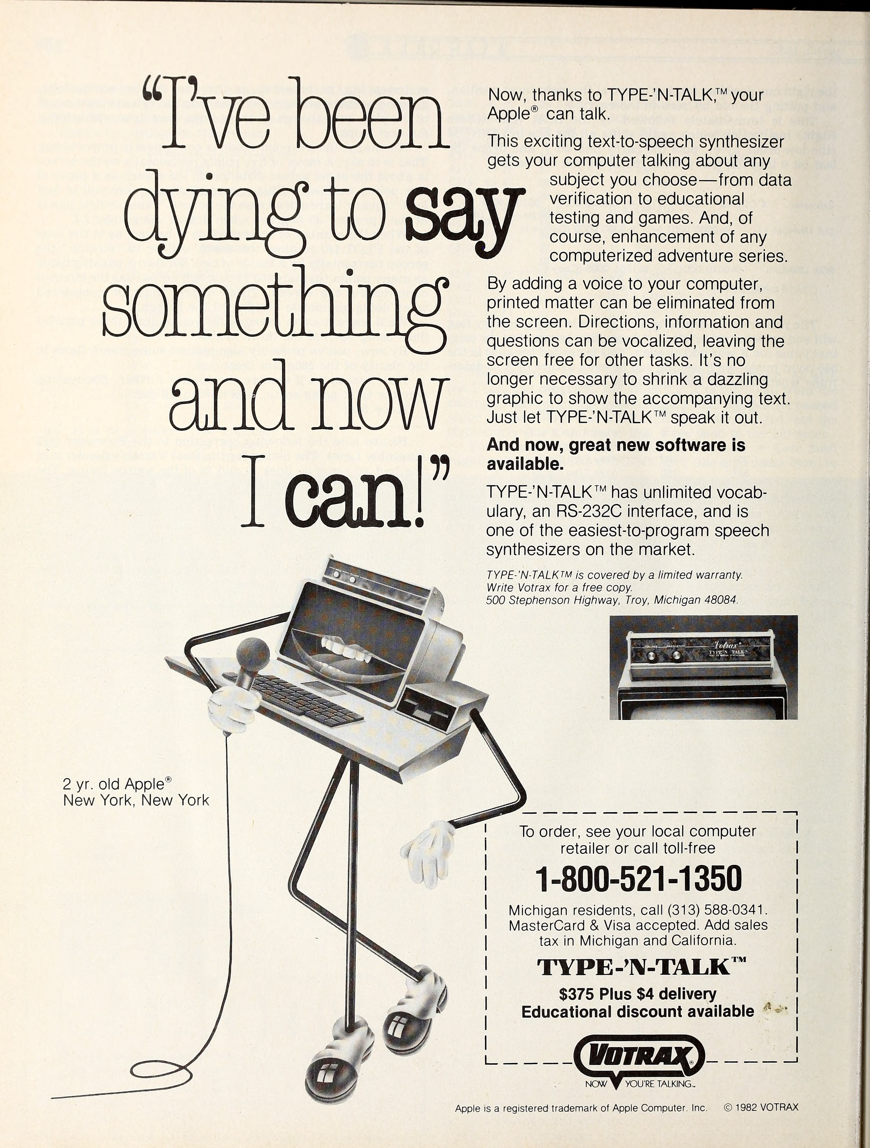 “I've been
dying to say
something
and now
I can!”
Now, thanks to TYPE-'N-TALK,™ your
Apple® can talk.
This exciting text-to-speech synthesizer
gets your computer talking about any
subject you choose—from data
verification to educational
testing and games. And, of
course, enhancement of any
computerized adventure series.
By adding a voice to your computer,
printed matter can be eliminated from
the screen. Directions, information and
questions can be vocalized, leaving the
screen free for other tasks. It's no
longer necessary to shrink a dazzling
graphic to show the accompanying text.
Just let TYPE-'N-TALK™ speak it out.
And now, great new software is
available.
TYPE-'N-TALK™ has unlimited vocab-
ulary, an RS-232C interface, and is
one of the easiest-to-program speech
synthesizers on the market.
TYPE-'N-TALK™ is covered by a limited warranty.
Write Votrax for a free copy.
500 Stephenson Highway, Troy, Michigan 48084.
Votrax
TYPE 'N TALK
2 yr. old Apple®
New York, New York
To order, see your local computer
retailer or call toll-free
1-800-521-1350
Michigan residents, call (313) 588-0341.
MasterCard & Visa accepted. Add sales
tax in Michigan and California.
TYPE-'N-TALK™
$375 Plus $4 delivery
Educational discount available
VOTRAX®
NOW YOU'RE TALKING™
Apple is a registered trademark of Apple Computer. Inc. © 1982 VOTRAX